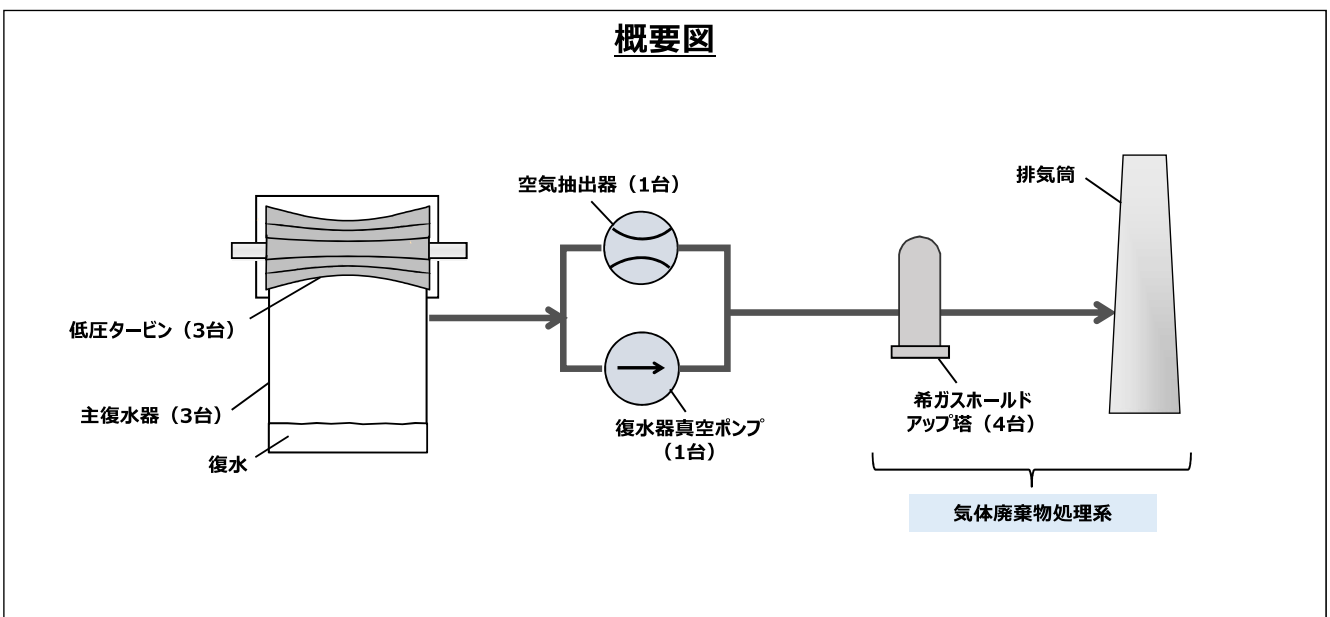 概要図
空気抽出器（1台）
排気筒
低圧タービン（3台）
主復水器（3台）
復水
復水器真空ポンプ
（1台）
希ガスホールド
アップ塔（4台）
気体廃棄物処理系